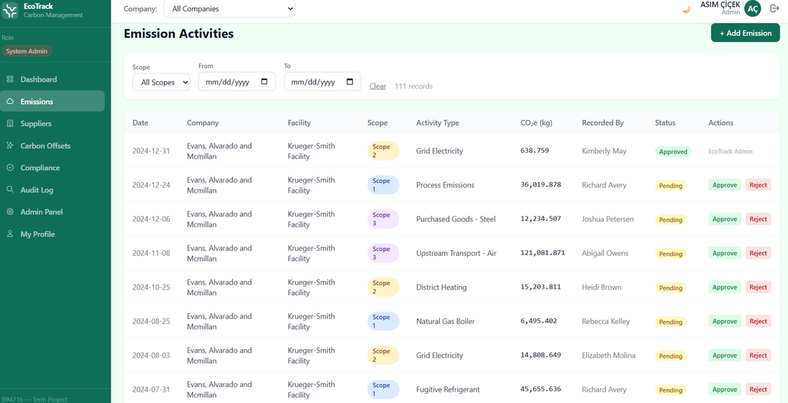 EcoTrack
Carbon Management
Role
System Admin
Dashboard
Emissions
Suppliers
Carbon Offsets
Compliance
Audit Log
Admin Panel
My Profile
BİM216 — Term Project
Company: All Companies
ASIM ÇİÇEK
Admin
AÇ
Emission Activities
+ Add Emission
Scope
From
To
All Scopes
mm/dd/yyyy
mm/dd/yyyy
Clear
111 records
Date Company Facility Scope Activity Type CO₂e (kg) Recorded By Status Actions
2024-12-31 Evans, Alvarado and Mcmillan Krueger-Smith Facility Scope 2 Grid Electricity 638.759 Kimberly May Approved EcoTrack Admin
2024-12-24 Evans, Alvarado and Mcmillan Krueger-Smith Facility Scope 1 Process Emissions 36,019.878 Richard Avery Pending Approve Reject
2024-12-06 Evans, Alvarado and Mcmillan Krueger-Smith Facility Scope 3 Purchased Goods - Steel 12,234.507 Joshua Petersen Pending Approve Reject
2024-11-08 Evans, Alvarado and Mcmillan Krueger-Smith Facility Scope 3 Upstream Transport - Air 121,081.871 Abigail Owens Pending Approve Reject
2024-10-25 Evans, Alvarado and Mcmillan Krueger-Smith Facility Scope 2 District Heating 15,203.811 Heidi Brown Pending Approve Reject
2024-08-25 Evans, Alvarado and Mcmillan Krueger-Smith Facility Scope 1 Natural Gas Boiler 6,495.402 Rebecca Kelley Pending Approve Reject
2024-08-03 Evans, Alvarado and Mcmillan Krueger-Smith Facility Scope 2 Grid Electricity 14,808.649 Elizabeth Molina Pending Approve Reject
2024-07-31 Evans, Alvarado and Mcmillan Krueger-Smith Facility Scope 1 Fugitive Refrigerant 45,655.636 Richard Avery Pending Approve Reject